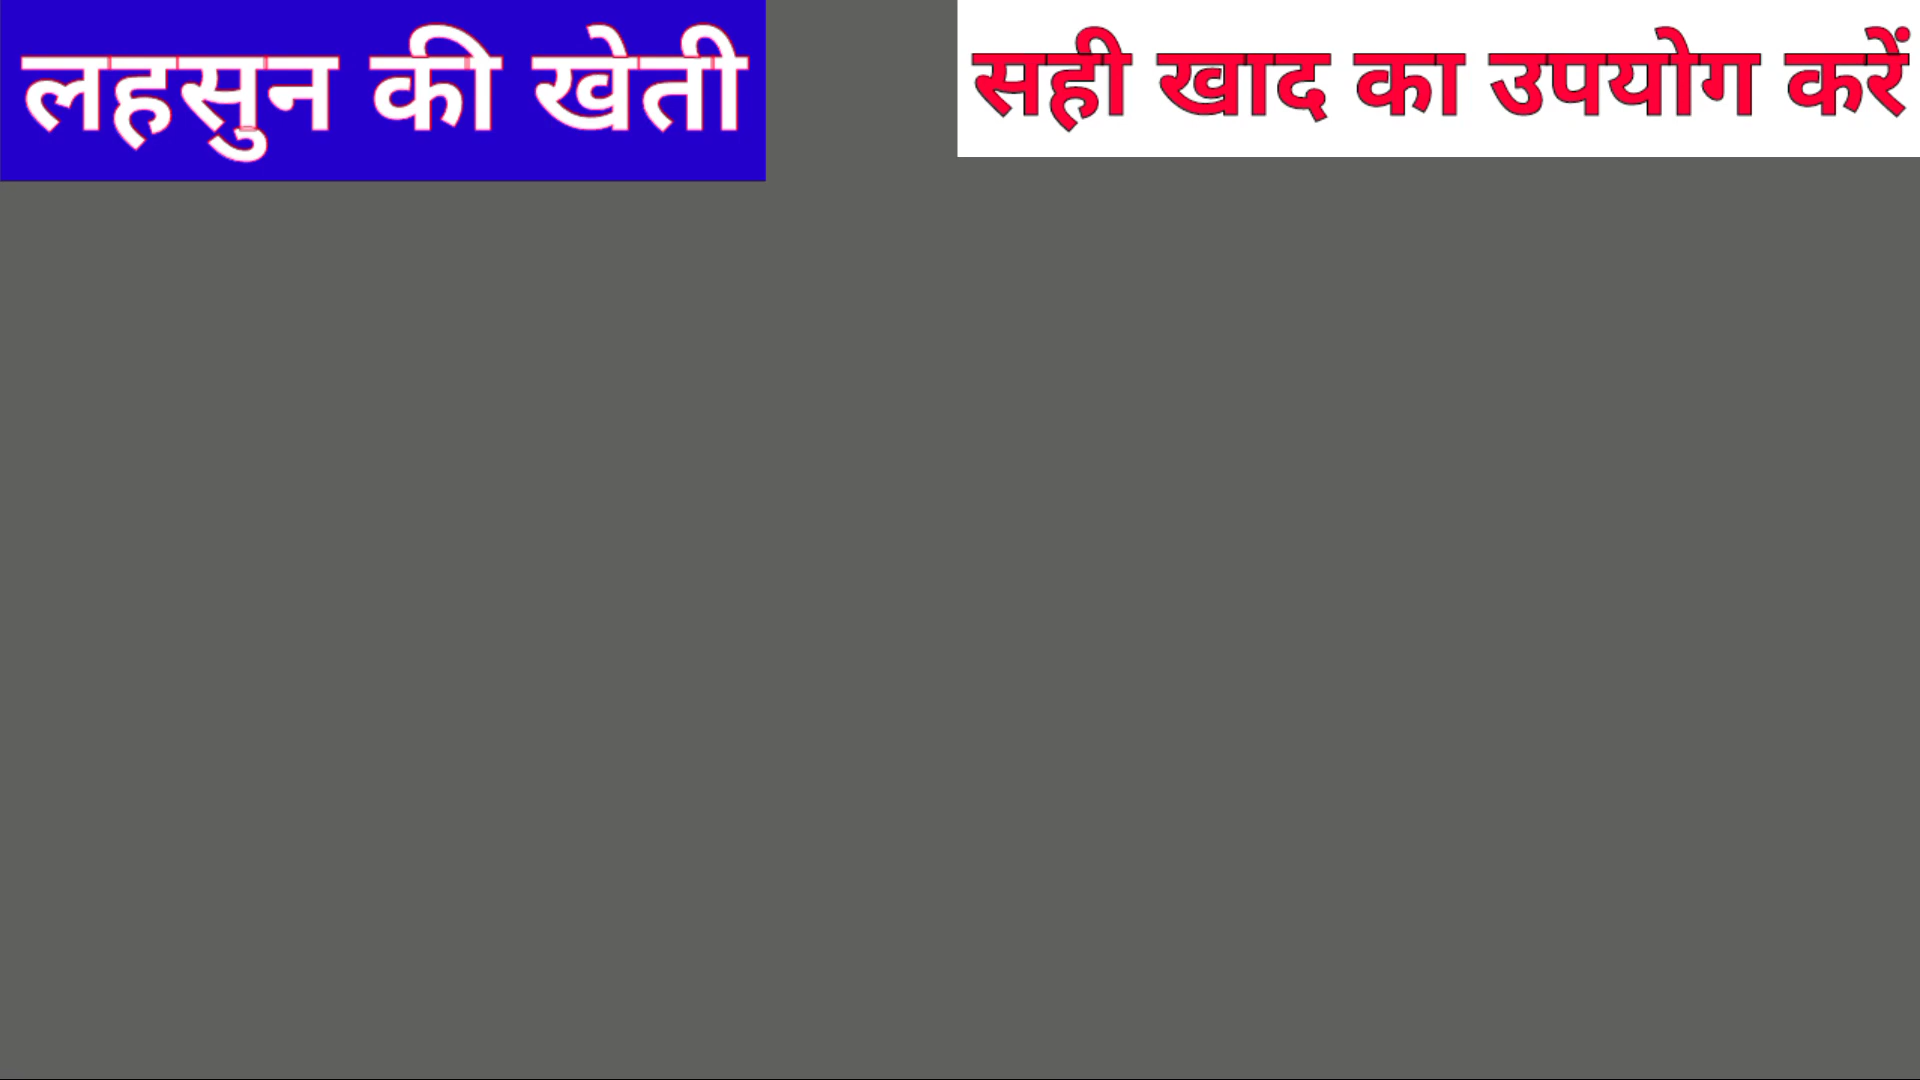 लहसुन की खेती
सही खाद का उपयोग करें